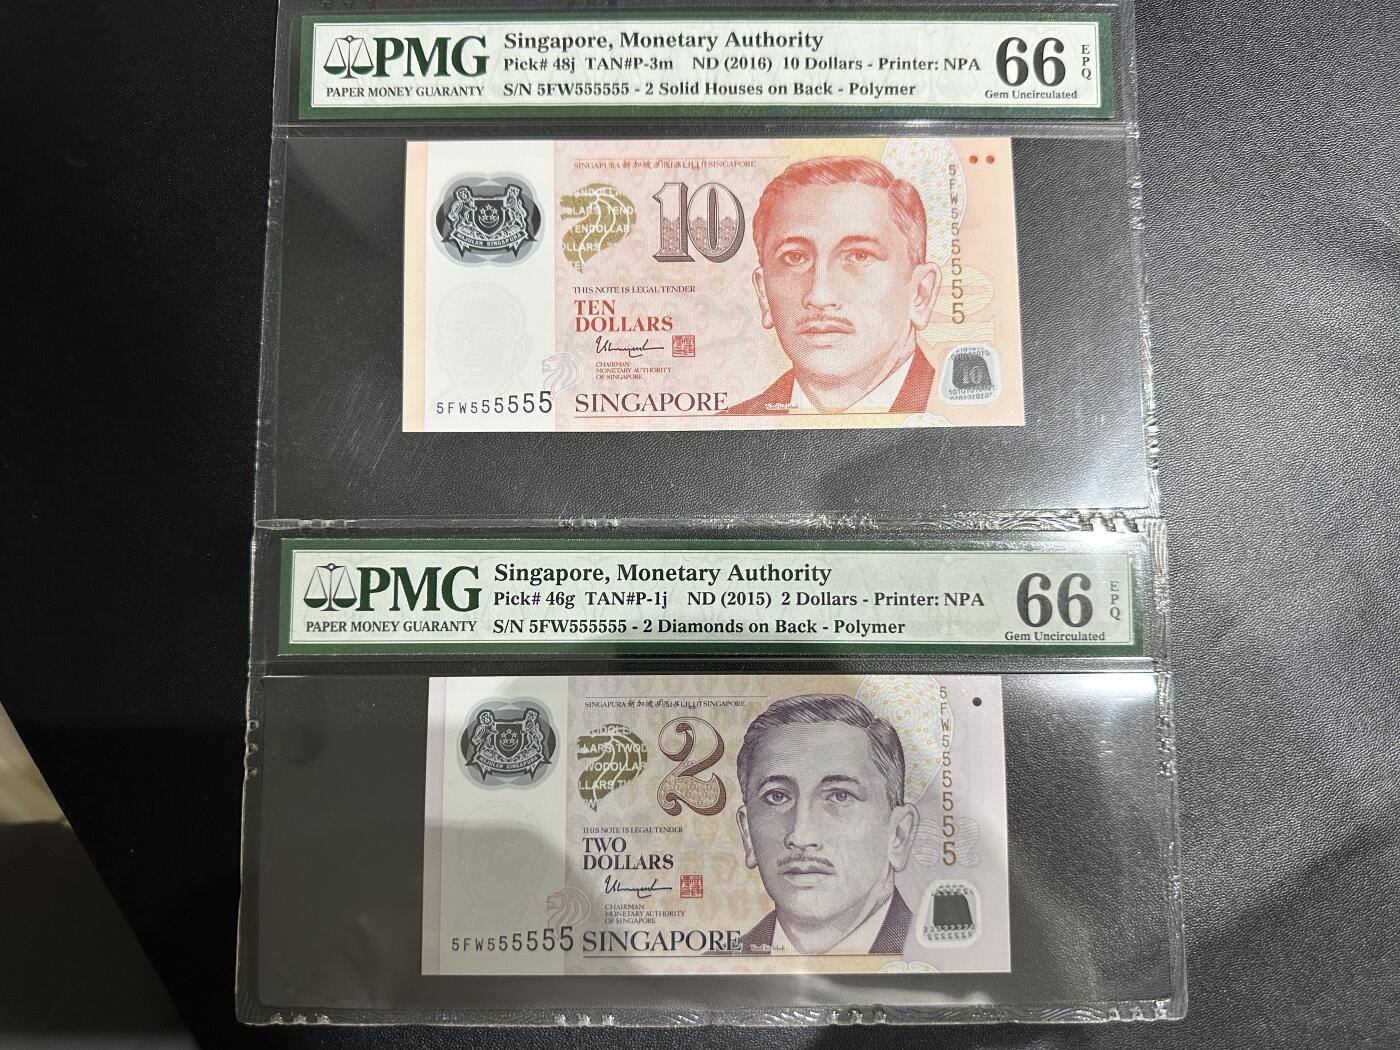 PMG
PAPER MONEY GUARANTY
Singapore, Monetary Authority
Pick# 48j TAN#P-3m ND (2016) 10 Dollars - Printer: NPA
S/N 5FW555555 - 2 Solid Houses on Back - Polymer
66
EPQ
Gem Uncirculated
SINGAPURA 新加坡 சிங்கப்பூர் SINGAPORE
MAJULAH SINGAPURA
10
THIS NOTE IS LEGAL TENDER
TEN
DOLLARS
CHAIRMAN
MONETARY AUTHORITY
OF SINGAPORE
5FW555555
SINGAPORE
5FW555555
10
PMG
PAPER MONEY GUARANTY
Singapore, Monetary Authority
Pick# 46g TAN#P-1j ND (2015) 2 Dollars - Printer: NPA
S/N 5FW555555 - 2 Diamonds on Back - Polymer
66
EPQ
Gem Uncirculated
SINGAPURA 新加坡 சிங்கப்பூர் SINGAPORE
MAJULAH SINGAPURA
2
THIS NOTE IS LEGAL TENDER
TWO
DOLLARS
CHAIRMAN
MONETARY AUTHORITY
OF SINGAPORE
5FW555555
SINGAPORE
5FW555555